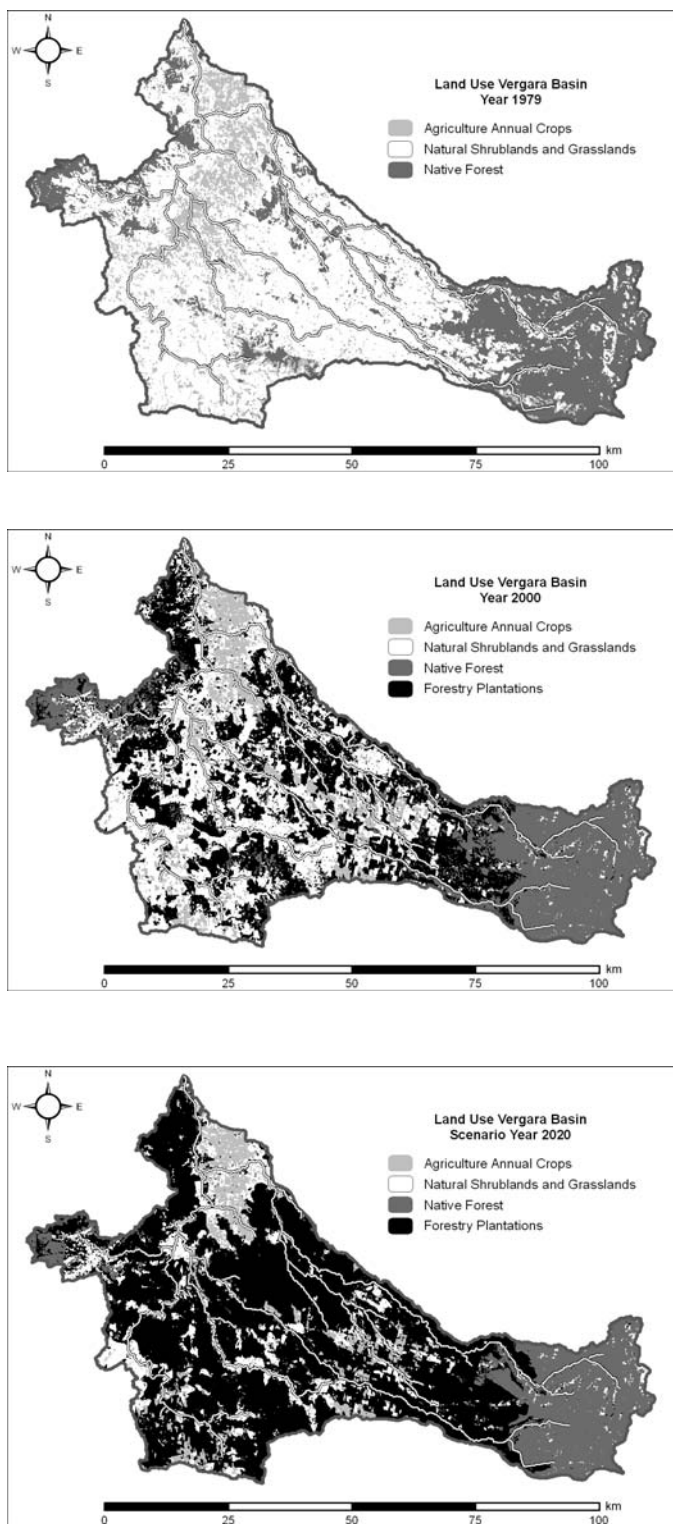 N
W E
S
Land Use Vergara Basin
Year 1979
Agriculture Annual Crops
Natural Shrublands and Grasslands
Native Forest
km
0 25 50 75 100
N
W E
S
Land Use Vergara Basin
Year 2000
Agriculture Annual Crops
Natural Shrublands and Grasslands
Native Forest
Forestry Plantations
km
0 25 50 75 100
N
W E
S
Land Use Vergara Basin
Scenario Year 2020
Agriculture Annual Crops
Natural Shrublands and Grasslands
Native Forest
Forestry Plantations
km
0 25 50 75 100